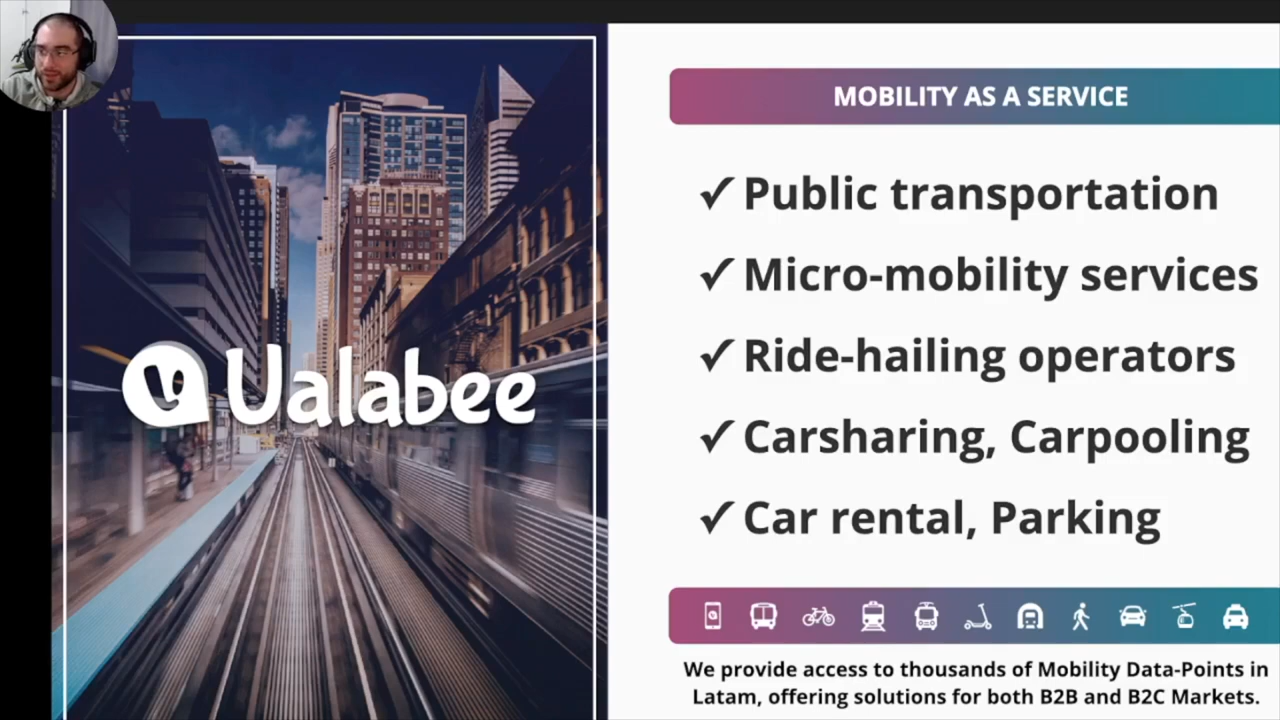 Ualabee
MOBILITY AS A SERVICE
✓ Public transportation
✓ Micro-mobility services
✓ Ride-hailing operators
✓ Carsharing, Carpooling
✓ Car rental, Parking
We provide access to thousands of Mobility Data-Points in
Latam, offering solutions for both B2B and B2C Markets.